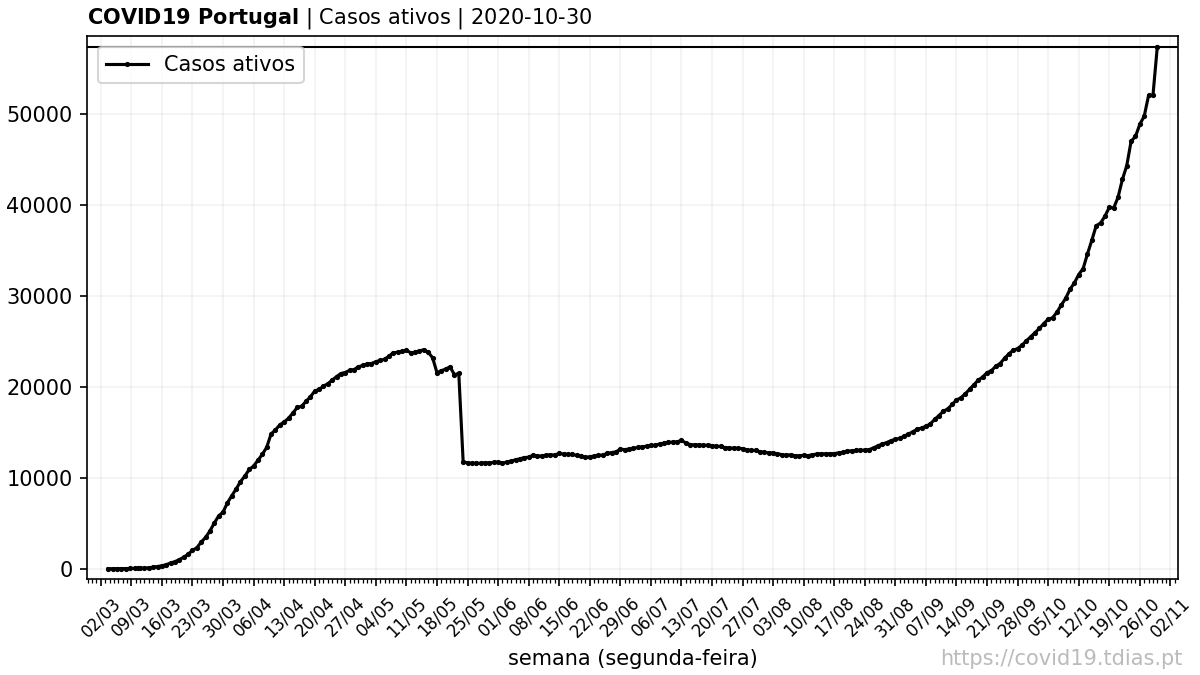 COVID19 Portugal | Casos ativos | 2020-10-30
Casos ativos
50000
40000
30000
20000
10000
0
02/03 09/03 16/03 23/03 30/03 06/04 13/04 20/04 27/04 04/05 11/05 18/05 25/05 01/06 08/06 15/06 22/06 29/06 06/07 13/07 20/07 27/07 03/08 10/08 17/08 24/08 31/08 07/09 14/09 21/09 28/09 05/10 12/10 19/10 26/10 02/11
semana (segunda-feira)
https://covid19.tdias.pt